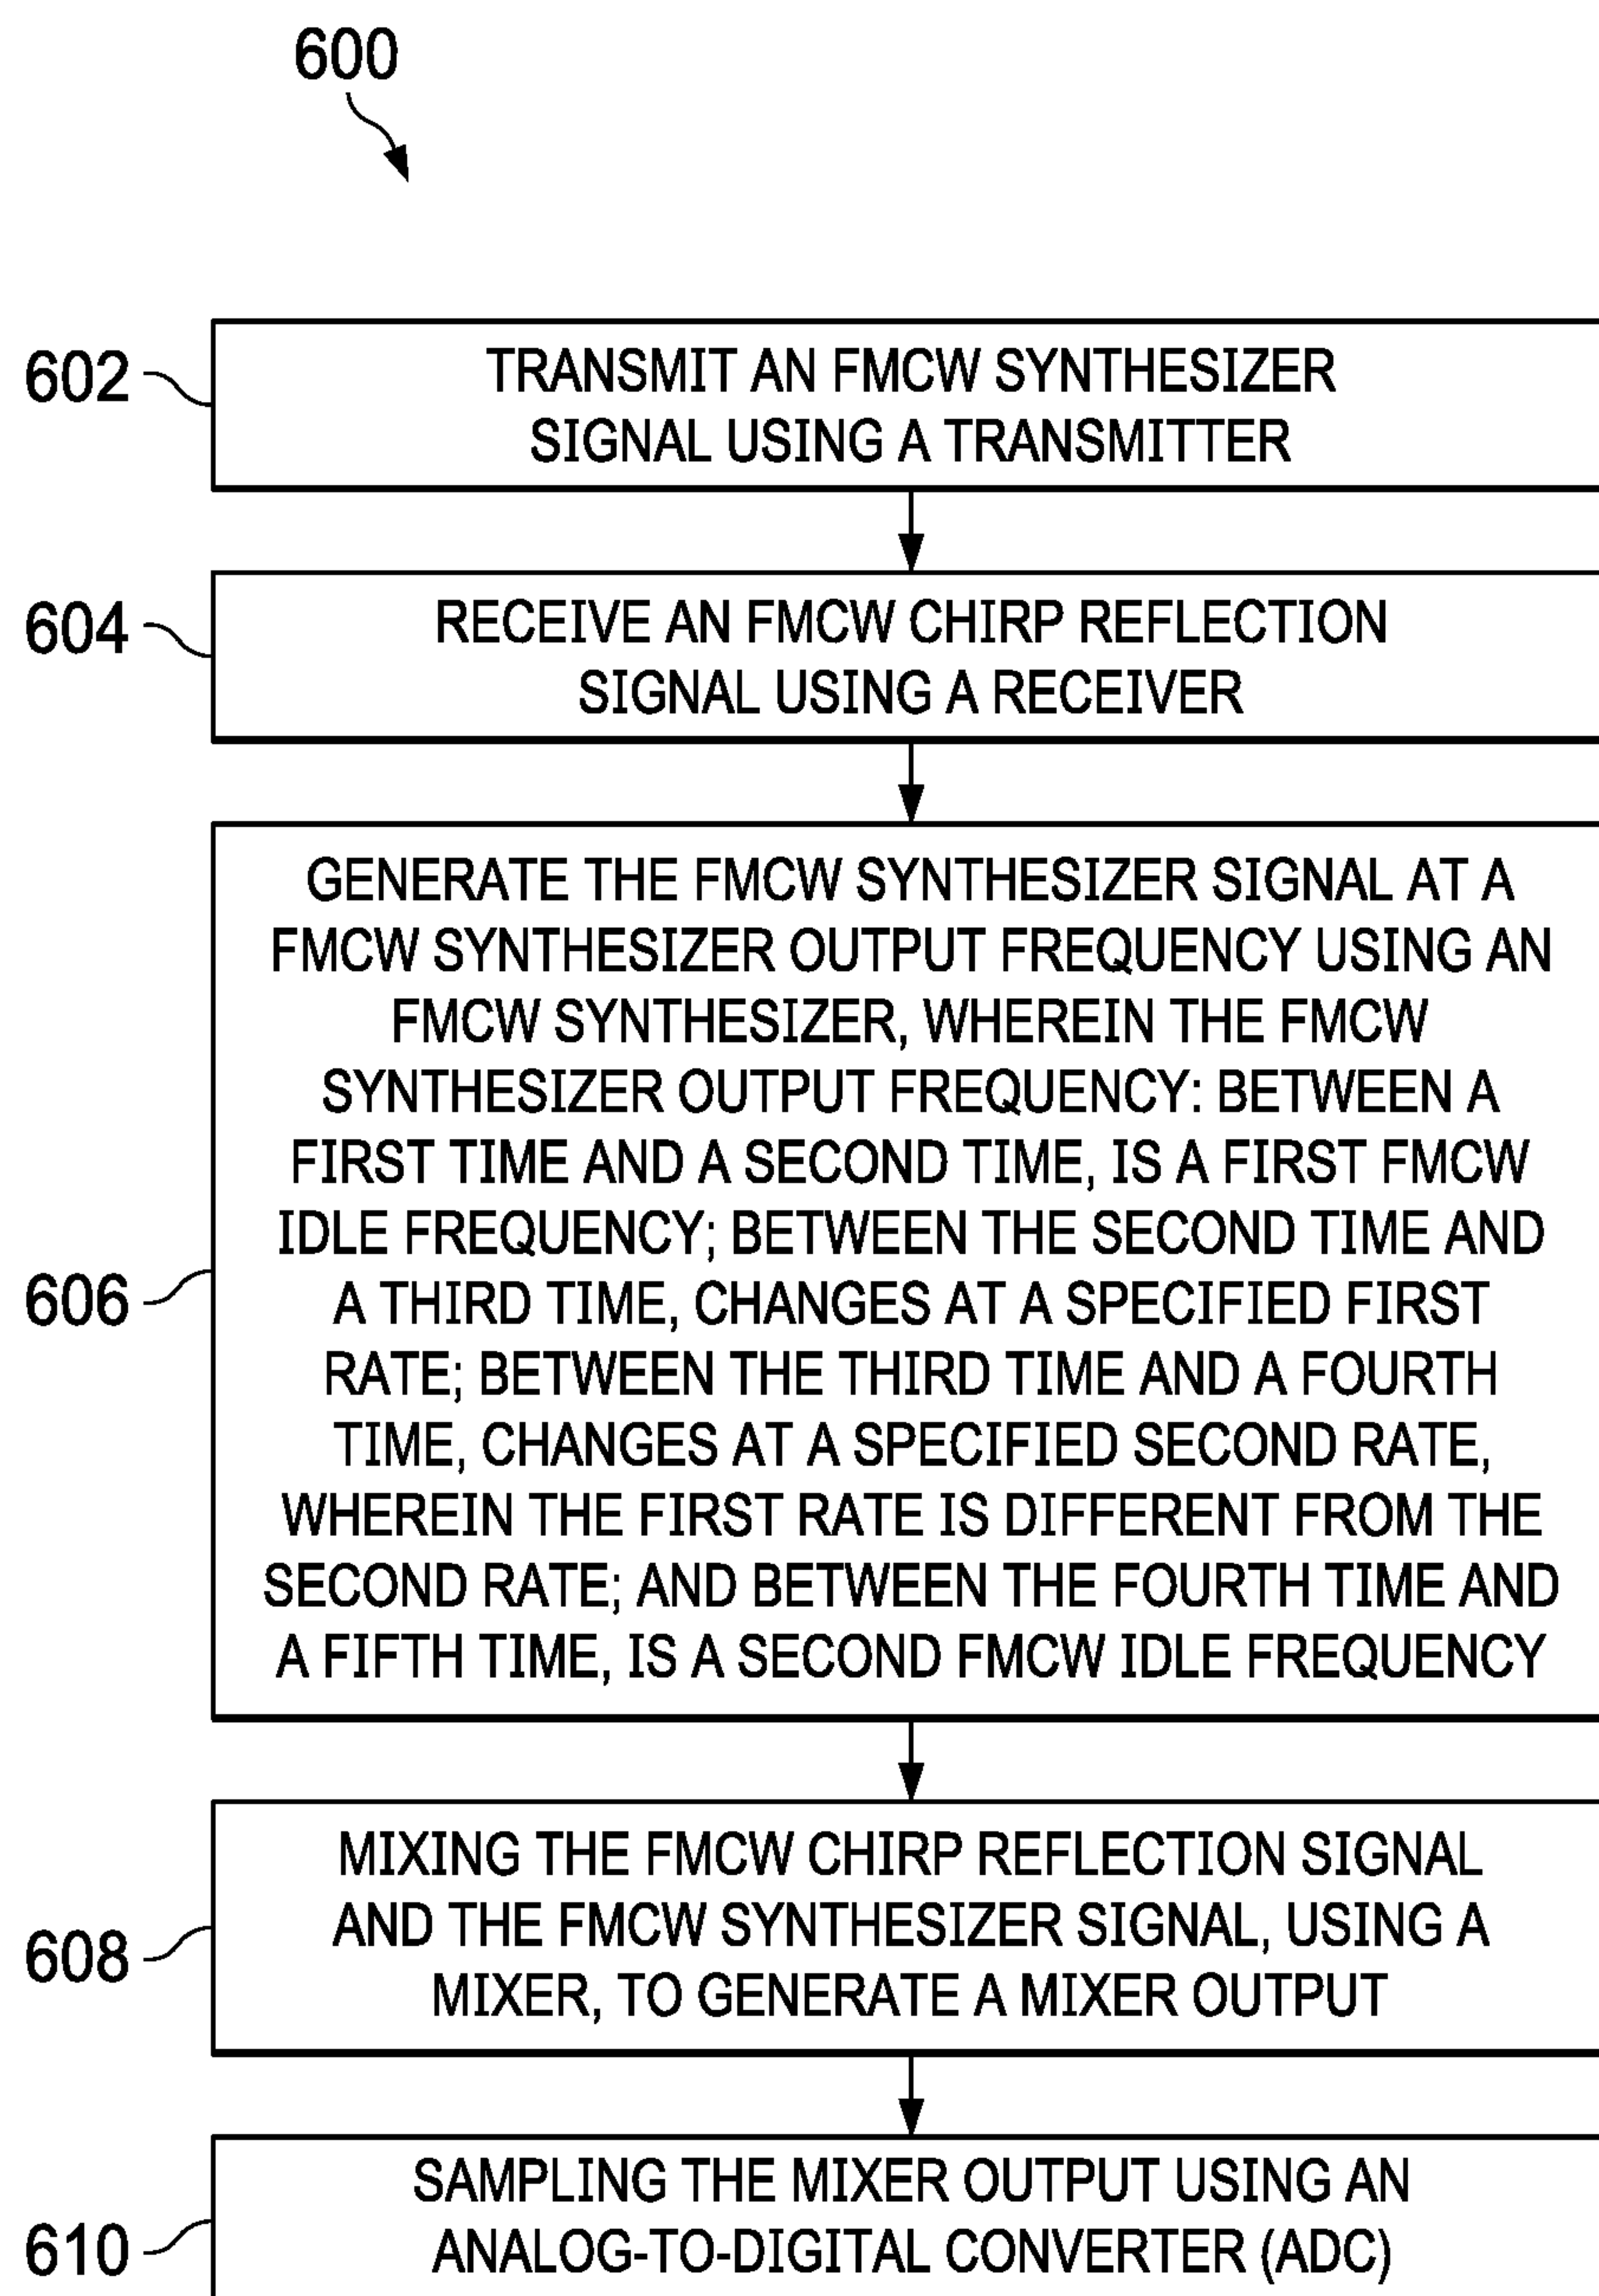 600
602
TRANSMIT AN FMCW SYNTHESIZER
SIGNAL USING A TRANSMITTER
604
RECEIVE AN FMCW CHIRP REFLECTION
SIGNAL USING A RECEIVER
606
GENERATE THE FMCW SYNTHESIZER SIGNAL AT A
FMCW SYNTHESIZER OUTPUT FREQUENCY USING AN
FMCW SYNTHESIZER, WHEREIN THE FMCW
SYNTHESIZER OUTPUT FREQUENCY: BETWEEN A
FIRST TIME AND A SECOND TIME, IS A FIRST FMCW
IDLE FREQUENCY; BETWEEN THE SECOND TIME AND
A THIRD TIME, CHANGES AT A SPECIFIED FIRST
RATE; BETWEEN THE THIRD TIME AND A FOURTH
TIME, CHANGES AT A SPECIFIED SECOND RATE,
WHEREIN THE FIRST RATE IS DIFFERENT FROM THE
SECOND RATE; AND BETWEEN THE FOURTH TIME AND
A FIFTH TIME, IS A SECOND FMCW IDLE FREQUENCY
608
MIXING THE FMCW CHIRP REFLECTION SIGNAL
AND THE FMCW SYNTHESIZER SIGNAL, USING A
MIXER, TO GENERATE A MIXER OUTPUT
610
SAMPLING THE MIXER OUTPUT USING AN
ANALOG-TO-DIGITAL CONVERTER (ADC)